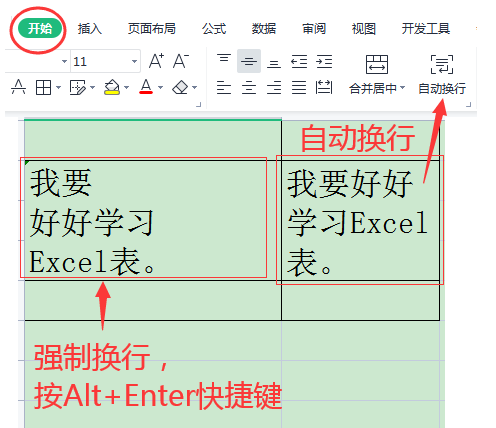 开始 插入 页面布局 公式 数据 审阅 视图 开发工具
11 A+ A-
A A 合并居中 自动换行
自动换行
我要
好好学习
Excel表。
我要好好
学习Excel
表。
强制换行，
按Alt+Enter快捷键